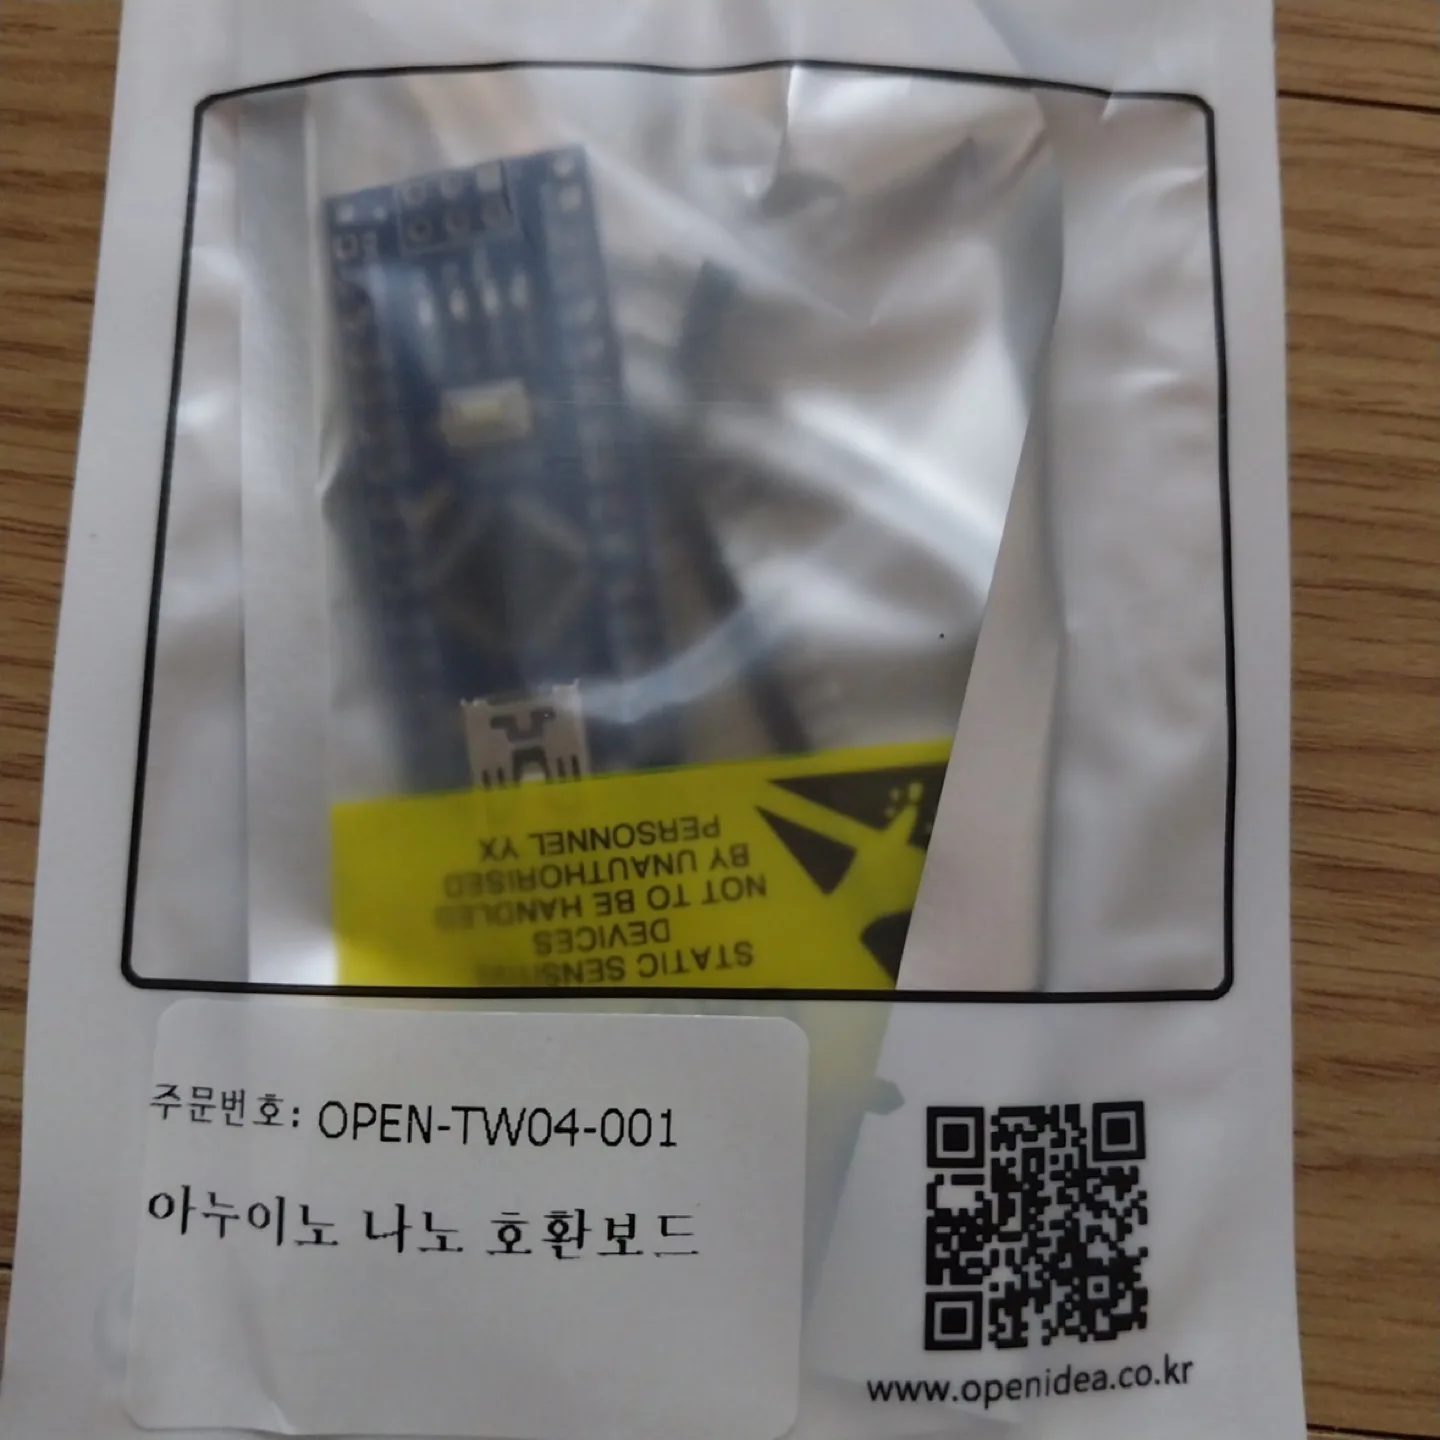 STATIC SENSITIVE
DEVICES
NOT TO BE HANDLED
BY UNAUTHORISED
PERSONNEL YX
주문번호: OPEN-TW04-001
아누이노 나노 호환보드
www.openidea.co.kr